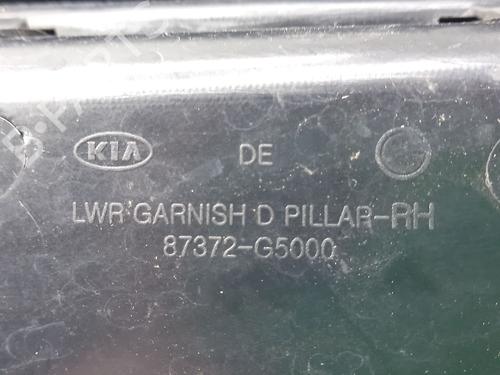 KIA DE
LWR GARNISH D PILLAR-RH
87372-G5000